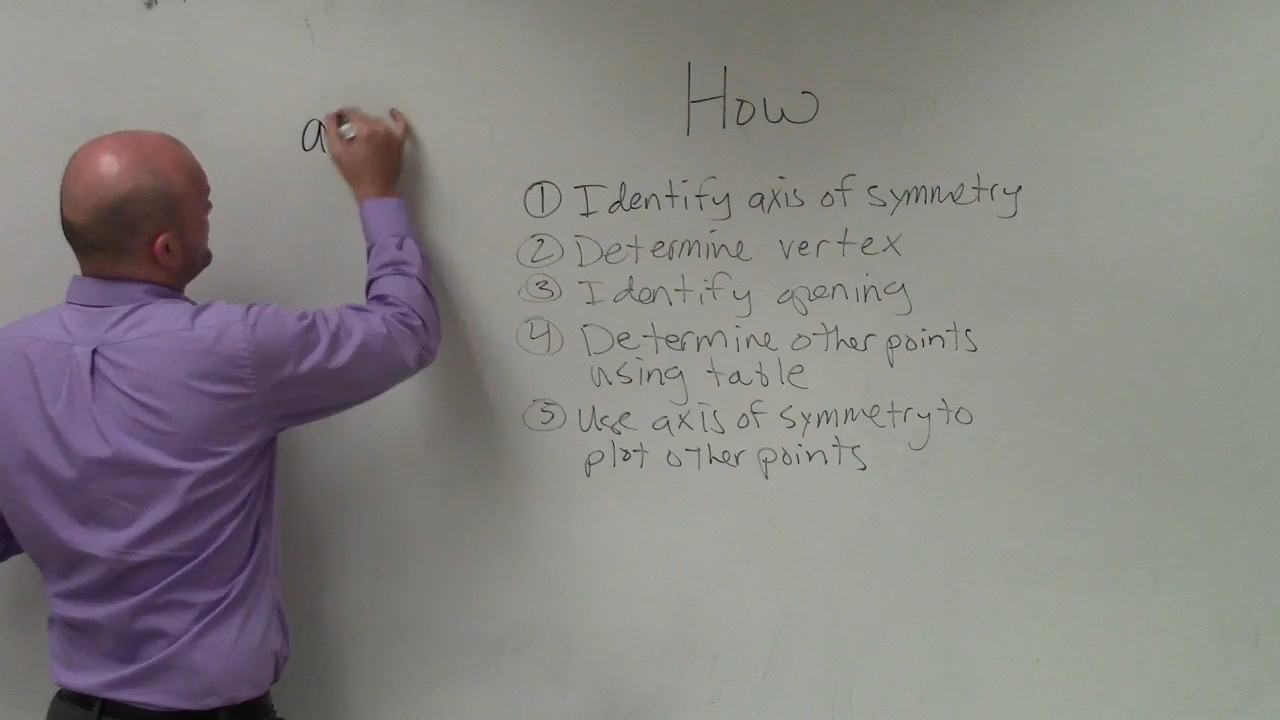 a
How
① Identify axis of symmetry
② Determine vertex
③ Identify opening
④ Determine other points
using table
⑤ Use axis of symmetry to
plot other points